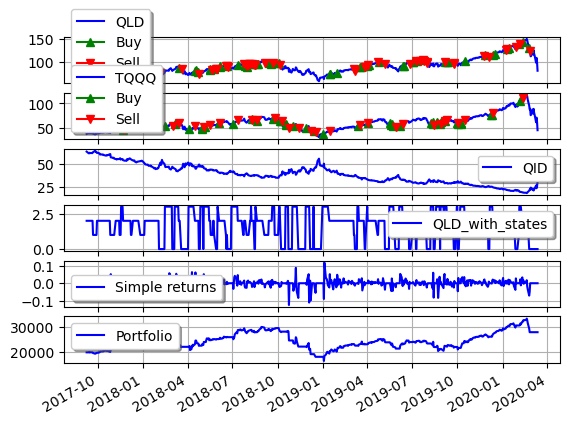 QLD
Buy
Sell
150
100
TQQQ
Buy
Sell
100
50
QID
50
25
QLD_with_states
2.5
0.0
Simple returns
0.1
0.0
−0.1
Portfolio
30000
20000
2017-10 2018-01 2018-04 2018-07 2018-10 2019-01 2019-04 2019-07 2019-10 2020-01 2020-04